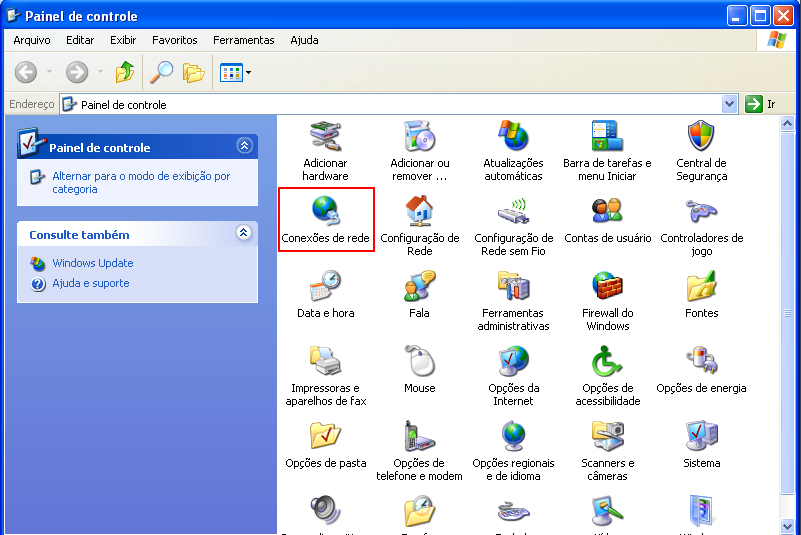 Painel de controle
Arquivo Editar Exibir Favoritos Ferramentas Ajuda
Endereço Painel de controle Ir
Painel de controle
Alternar para o modo de exibição por
categoria
Consulte também
Windows Update
Ajuda e suporte
Adicionar
hardware
Adicionar ou
remover ...
Atualizações
automáticas
Barra de tarefas e
menu Iniciar
Central de
Segurança
Conexões de rede
Configuração de
Rede
Configuração de
Rede sem Fio
Contas de usuário
Controladores de
jogo
Data e hora
Fala
Ferramentas
administrativas
Firewall do
Windows
Fontes
Impressoras e
aparelhos de fax
Mouse
Opções da
Internet
Opções de
acessibilidade
Opções de energia
Opções de pasta
Opções de
telefone e modem
Opções regionais
e de idioma
Scanners e
câmeras
Sistema